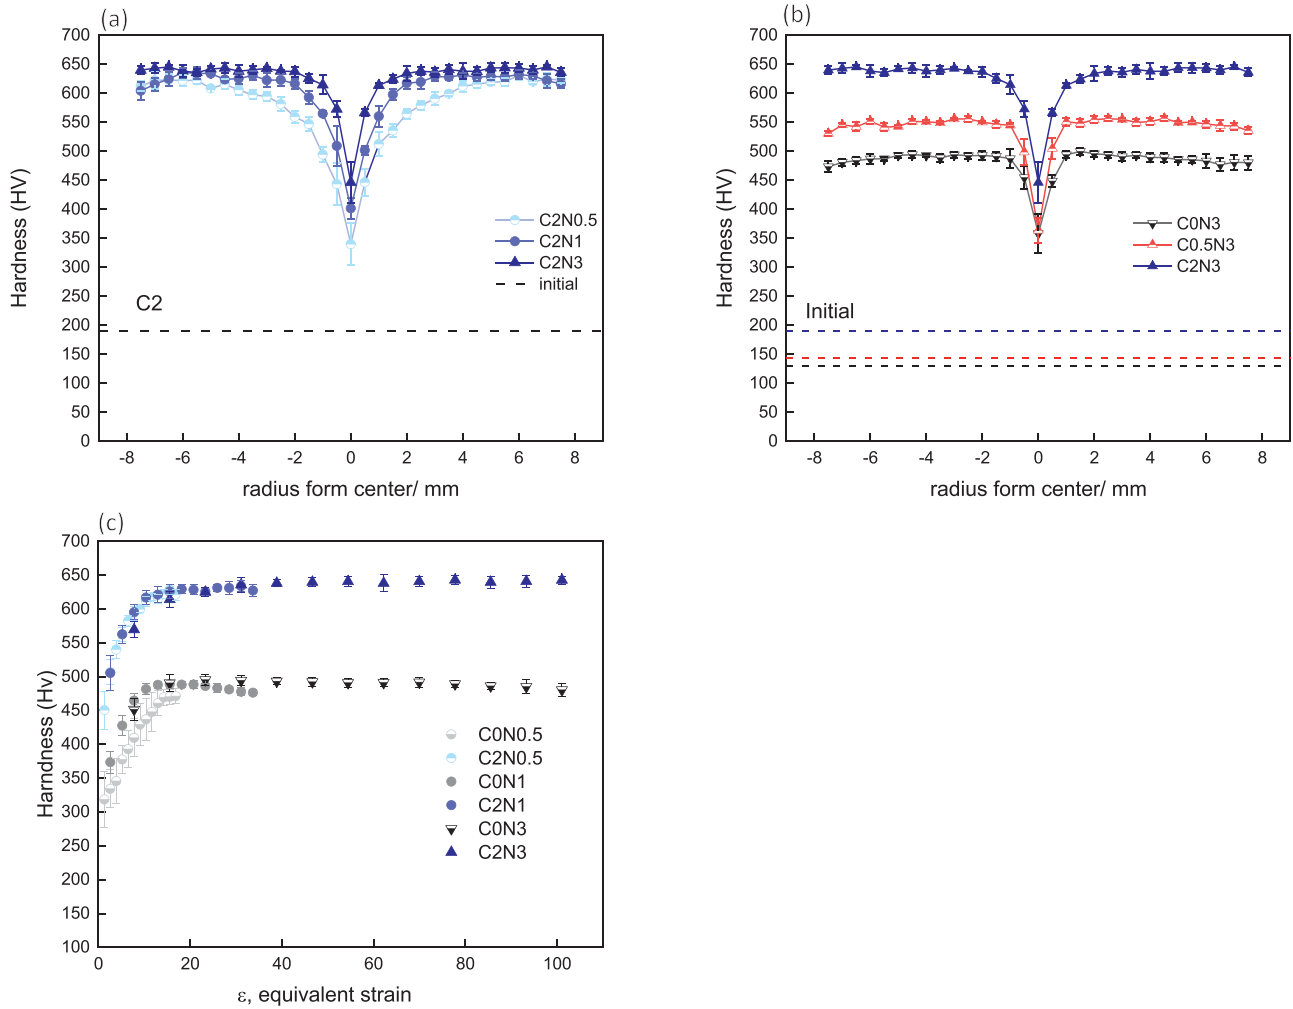 (a)
700
650
600
550
500
450
400
350
300
250
200
150
100
50
0
Hardness (HV)
C2N0.5
C2N1
C2N3
initial
C2
-8
-6
-4
-2
0
2
4
6
8
radius form center/ mm
(b)
700
650
600
550
500
450
400
350
300
250
200
150
100
50
0
Hardness (HV)
C0N3
C0.5N3
C2N3
Initial
-8
-6
-4
-2
0
2
4
6
8
radius form center/ mm
(c)
700
650
600
550
500
450
400
350
300
250
200
150
100
Harndness (Hv)
C0N0.5
C2N0.5
C0N1
C2N1
C0N3
C2N3
0
20
40
60
80
100
ε, equivalent strain